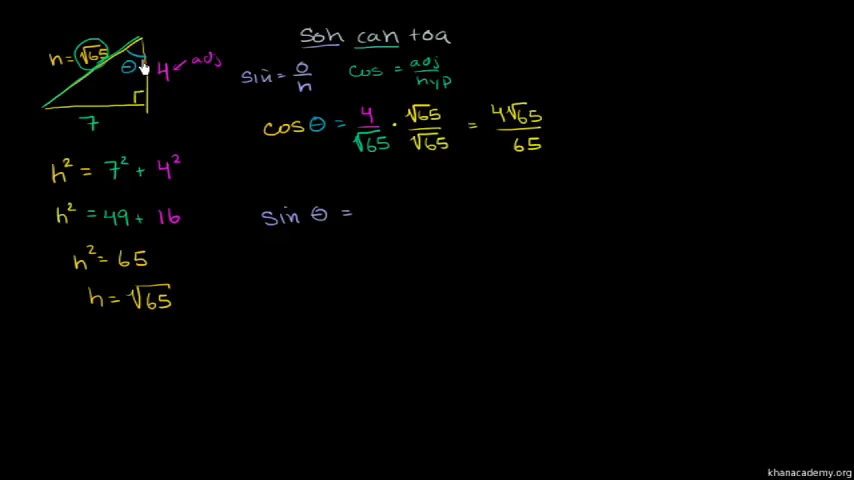 Soh cah toa
h = √65
θ
4 ← adj
7
sin = o/h
cos = adj/hyp
cos θ = 4/√65 · √65/√65 = 4√65/65
h² = 7² + 4²
h² = 49 + 16
h² = 65
h = √65
sin θ =
khanacademy.org